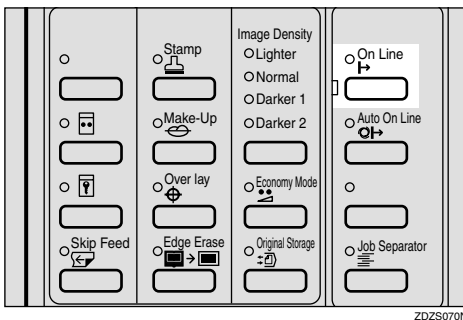 Image Density
Stamp
Lighter
On Line
Normal
Darker 1
Make-Up
Darker 2
Auto On Line
Over lay
Economy Mode
Skip Feed
Edge Erase
Original Storage
Job Separator
ZDZS070N